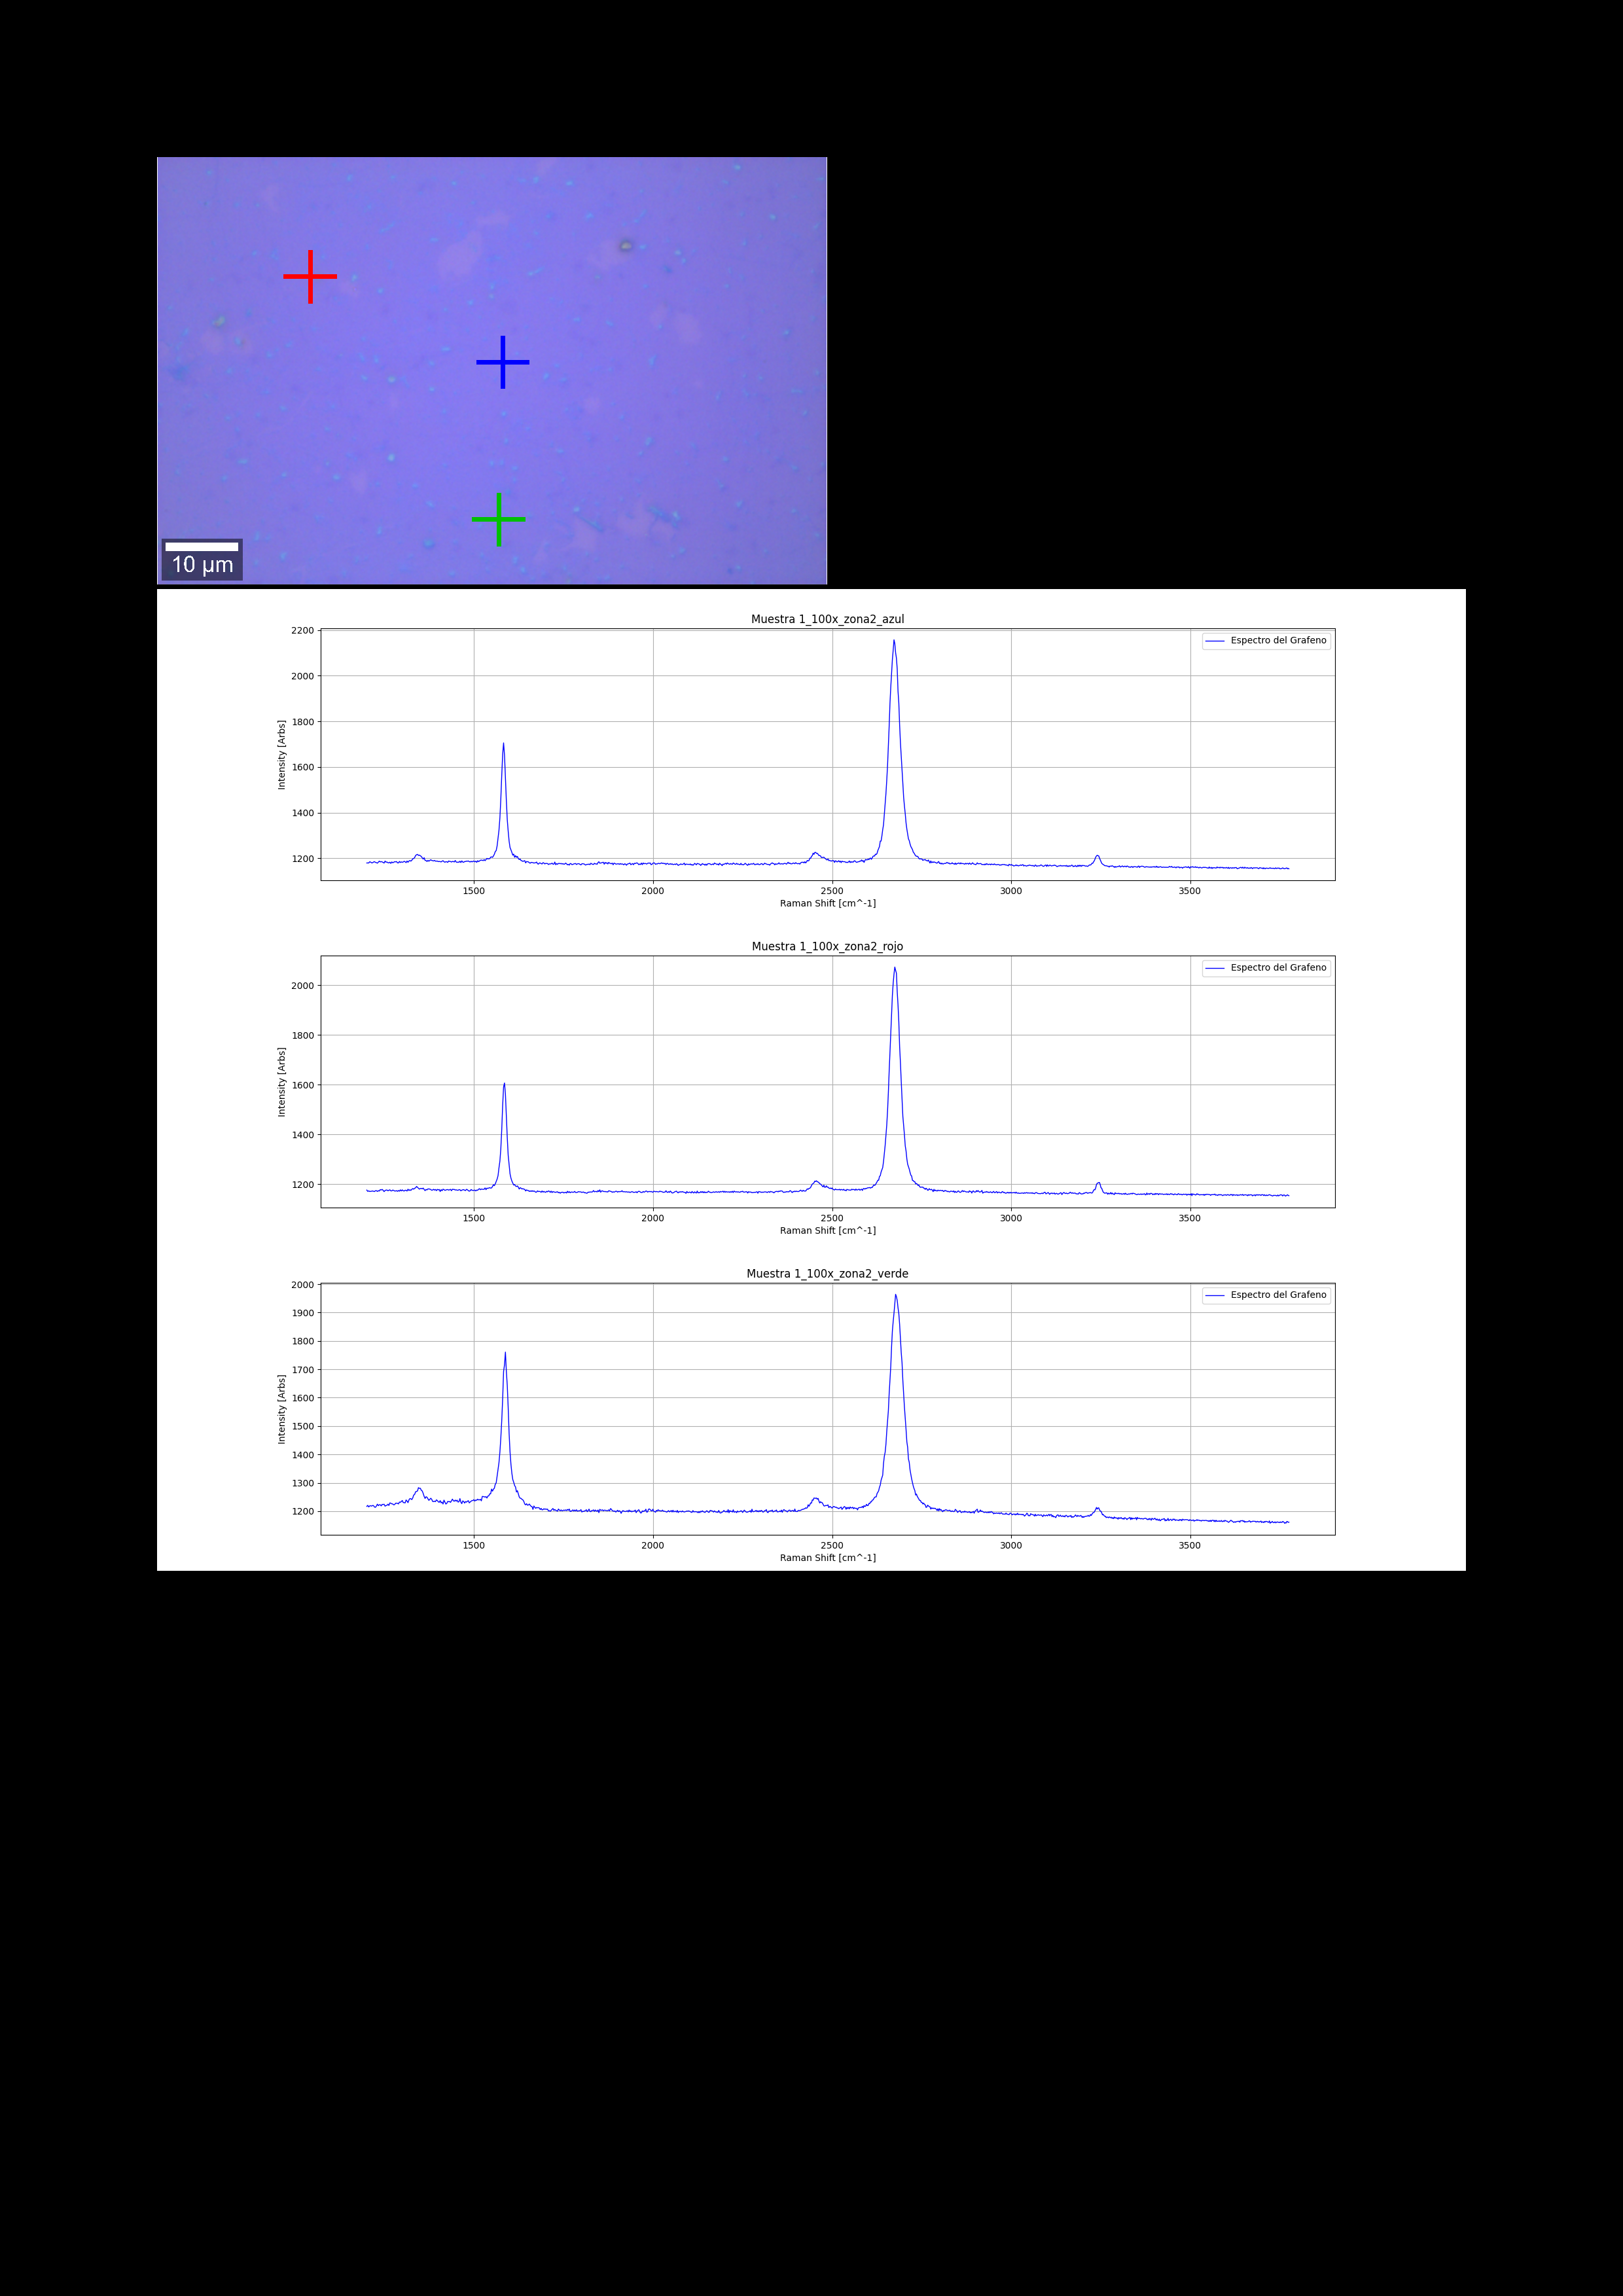 10 µm
Muestra 1_100x_zona2_azul
Espectro del Grafeno
2200
2000
1800
1600
1400
1200
Intensity [Arbs]
1500 2000 2500 3000 3500
Raman Shift [cm^-1]
Muestra 1_100x_zona2_rojo
Espectro del Grafeno
2000
1800
1600
1400
1200
Intensity [Arbs]
1500 2000 2500 3000 3500
Raman Shift [cm^-1]
Muestra 1_100x_zona2_verde
Espectro del Grafeno
2000
1900
1800
1700
1600
1500
1400
1300
1200
Intensity [Arbs]
1500 2000 2500 3000 3500
Raman Shift [cm^-1]